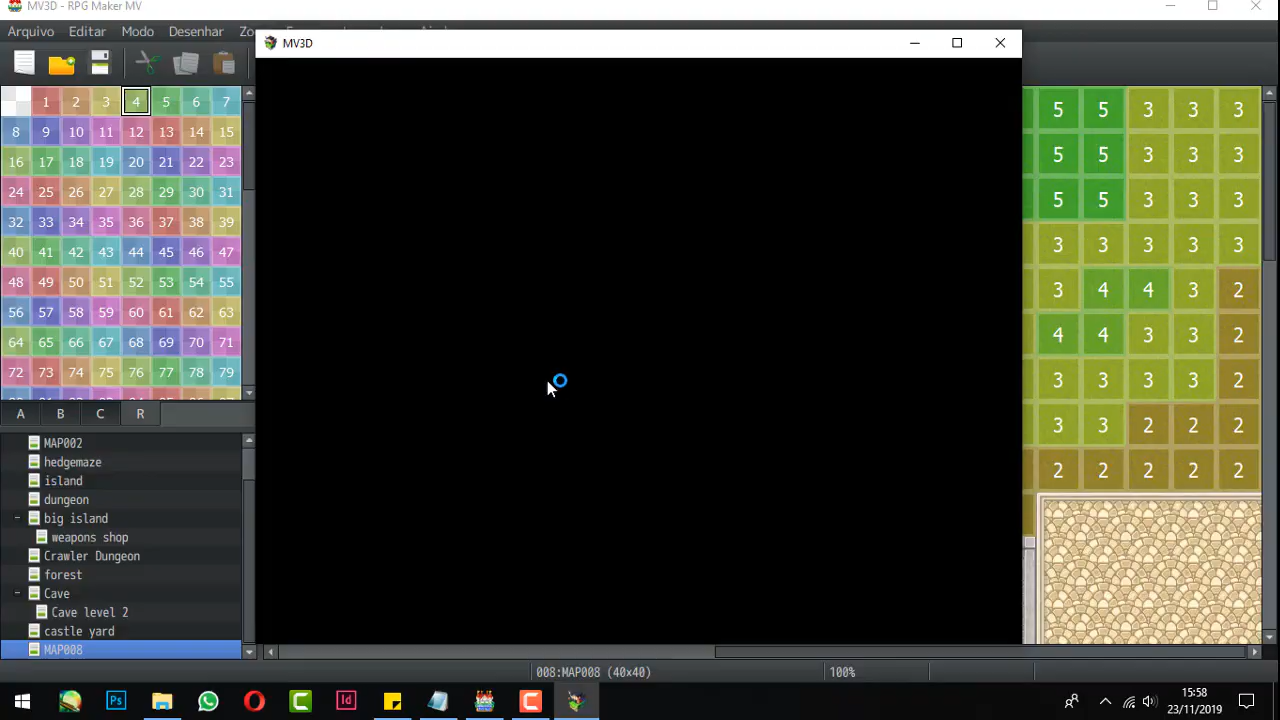 MV3D - RPG Maker MV
Arquivo Editar Modo Desenhar Zo
MV3D
1 2 3 4 5 6 7
8 9 10 11 12 13 14 15
16 17 18 19 20 21 22 23
24 25 26 27 28 29 30 31
32 33 34 35 36 37 38 39
40 41 42 43 44 45 46 47
48 49 50 51 52 53 54 55
56 57 58 59 60 61 62 63
64 65 66 67 68 69 70 71
72 73 74 75 76 77 78 79
A B C R
MAP002
hedgemaze
island
dungeon
big island
weapons shop
Crawler Dungeon
forest
Cave
Cave level 2
castle yard
MAP008
5 5 3 3 3
5 5 3 3 3
5 5 3 3 3
3 3 3 3 3
3 4 4 3 2
4 4 3 3 2
3 3 3 3 2
3 3 2 2 2
2 2 2 2 2
008:MAP008 (40x40) 100%
Ps Id C C
15:58
23/11/2019